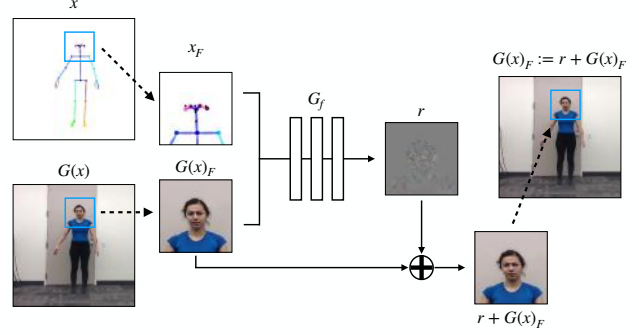 x
x_F
G_f
r
G(x)_F := r + G(x)_F
G(x)
G(x)_F
r + G(x)_F